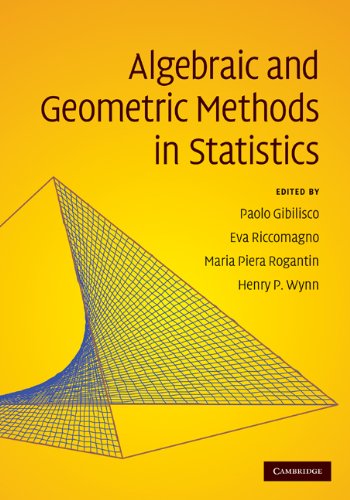 Algebraic and
Geometric Methods
in Statistics
EDITED BY
Paolo Gibilisco
Eva Riccomagno
Maria Piera Rogantin
Henry P. Wynn
CAMBRIDGE